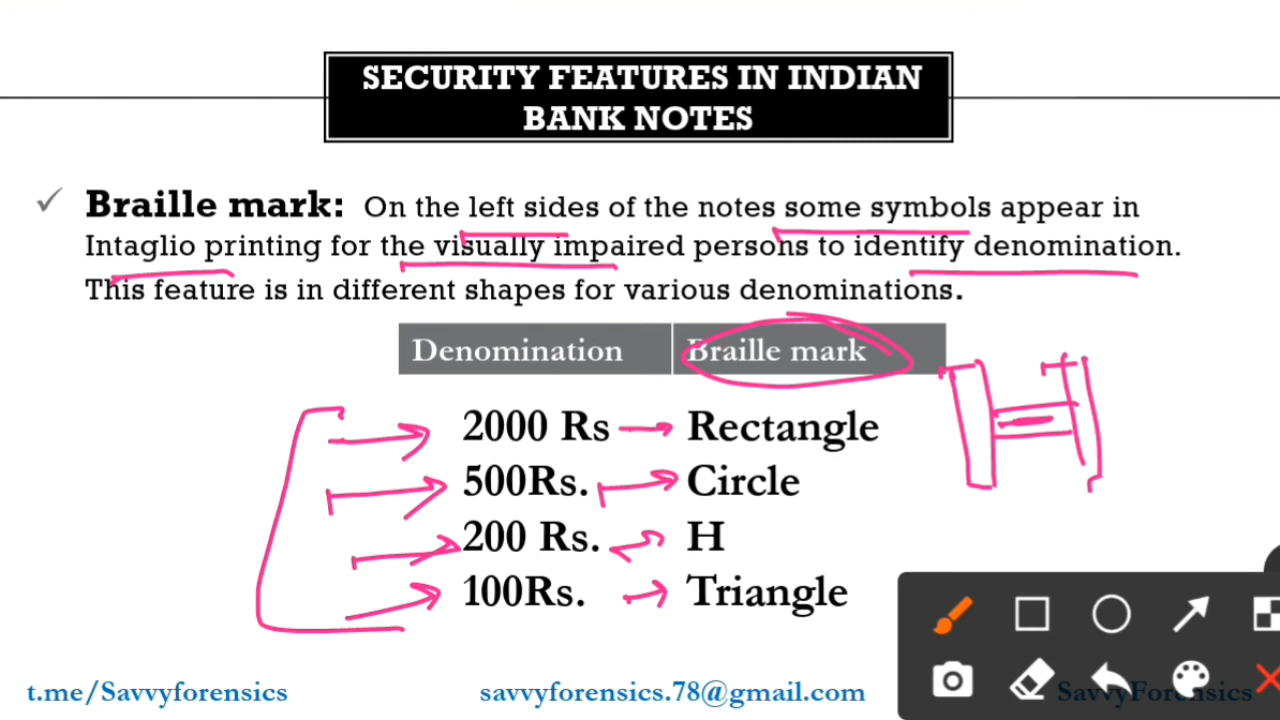 SECURITY FEATURES IN INDIAN
BANK NOTES
Braille mark: On the left sides of the notes some symbols appear in
Intaglio printing for the visually impaired persons to identify denomination.
This feature is in different shapes for various denominations.
Denomination Braille mark
2000 Rs Rectangle
500Rs. Circle
200 Rs. H
100Rs. Triangle
t.me/Savvyforensics savvyforensics.78@gmail.com SavvyForensics